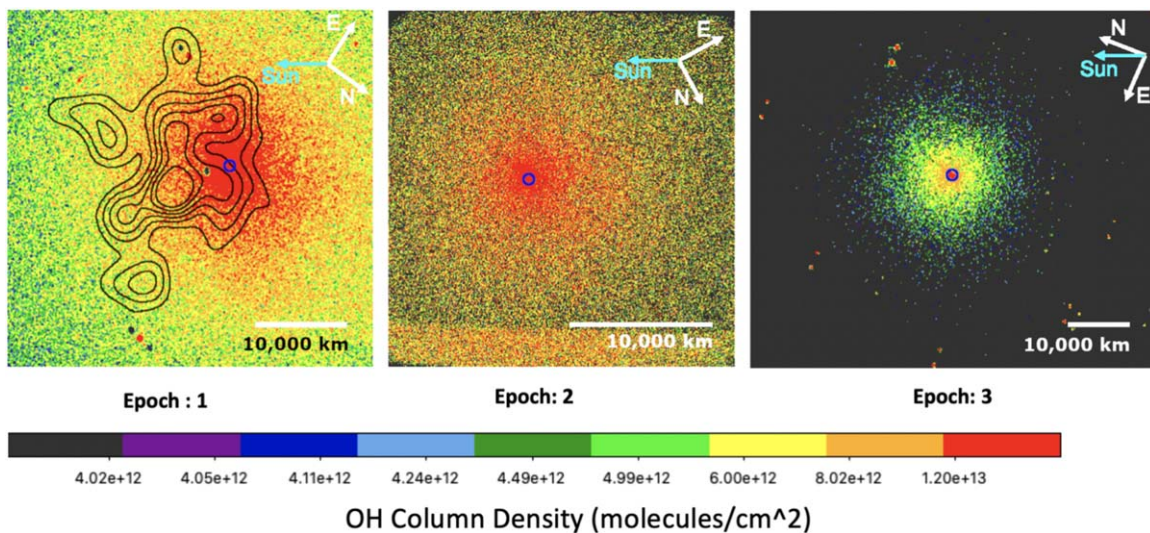 E
Sun
N
10,000 km
E
Sun
N
10,000 km
N
Sun
E
10,000 km
Epoch : 1
Epoch: 2
Epoch: 3
4.02e+12 4.05e+12 4.11e+12 4.24e+12 4.49e+12 4.99e+12 6.00e+12 8.02e+12 1.20e+13
OH Column Density (molecules/cm^2)